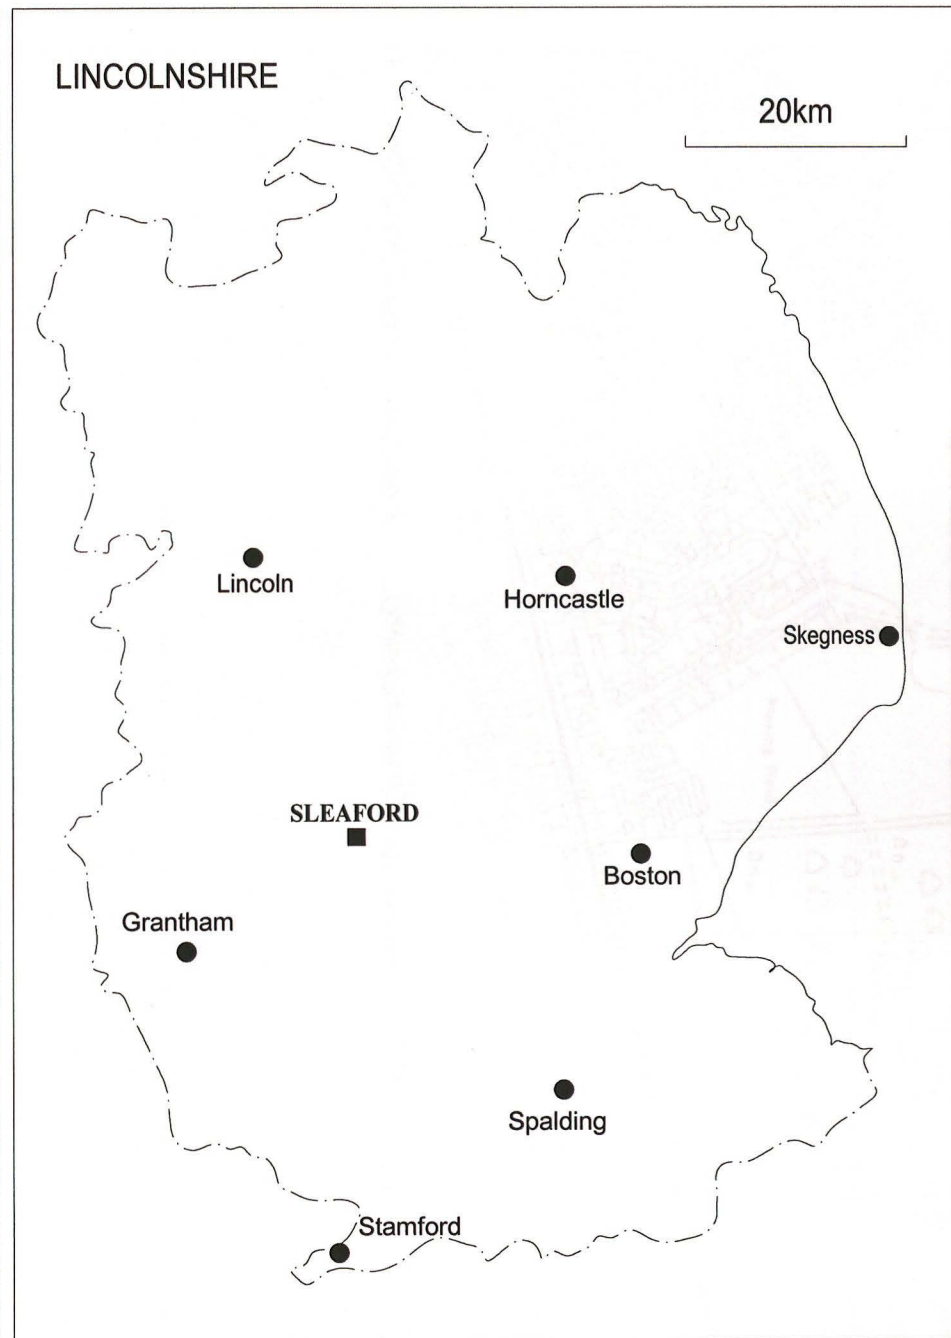 LINCOLNSHIRE
20km
Lincoln
Horncastle
Skegness
SLEAFORD
Boston
Grantham
Spalding
Stamford